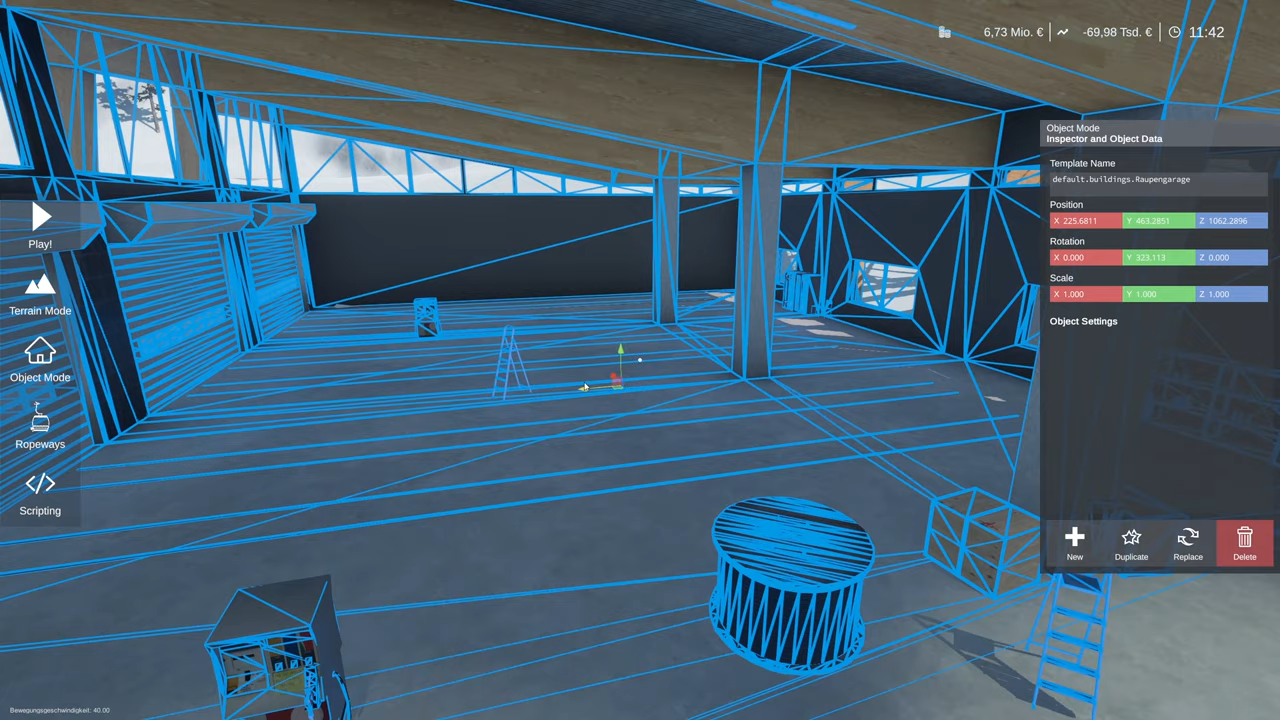 6,73 Mio. €
-69,98 Tsd. €
11:42
Object Mode
Inspector and Object Data
Template Name
default.buildings.Raupengarage
Position
X 225.6811 Y 463.2851 Z 1062.2896
Rotation
X 0.000 Y 323.113 Z 0.000
Scale
X 1.000 Y 1.000 Z 1.000
Object Settings
Play!
Terrain Mode
Object Mode
Ropeways
Scripting
New Duplicate Replace Delete
Bewegungsgeschwindigkeit: 40.00